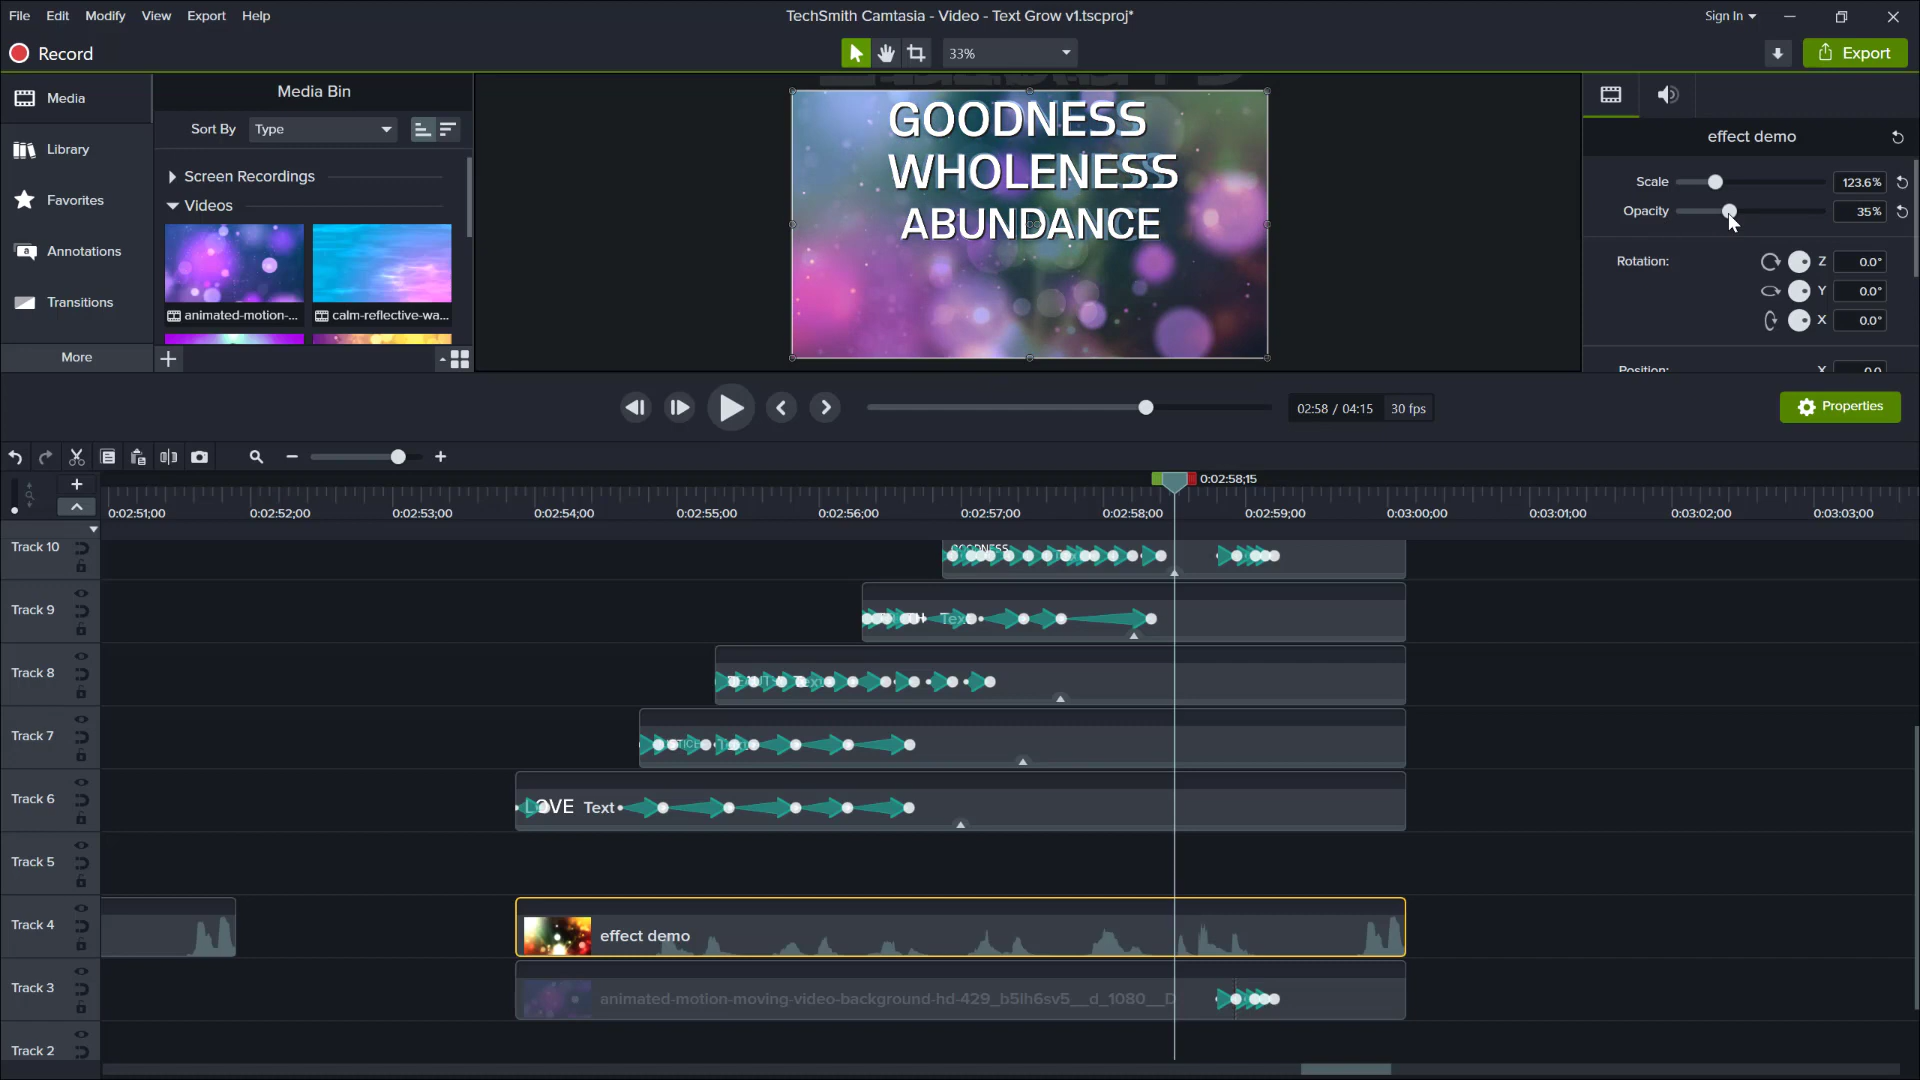 File Edit Modify View Export Help
TechSmith Camtasia - Video - Text Grow v1.tscproj*
Sign In
Record
33%
Export
Media
Library
Favorites
Annotations
Transitions
More
Media Bin
Sort By Type
Screen Recordings
Videos
animated-motion-... calm-reflective-wa...
GOODNESS
WHOLENESS
ABUNDANCE
effect demo
Scale 123.6%
Opacity 35%
Rotation: Z 0.0°
Y 0.0°
X 0.0°
Position: X 0.0
02:58 / 04:15 30 fps
Properties
0:02:58;15
0:02:51;00 0:02:52;00 0:02:53;00 0:02:54;00 0:02:55;00 0:02:56;00 0:02:57;00 0:02:58;00 0:02:59;00 0:03:00;00 0:03:01;00 0:03:02;00 0:03:03;00
Track 10 GOODNESS
Track 9 Text
Track 8 Text
Track 7 Text
Track 6 LOVE Text
Track 5
Track 4 effect demo
Track 3 animated-motion-moving-video-background-hd-429_b5lh6sv5__d_1080__D
Track 2